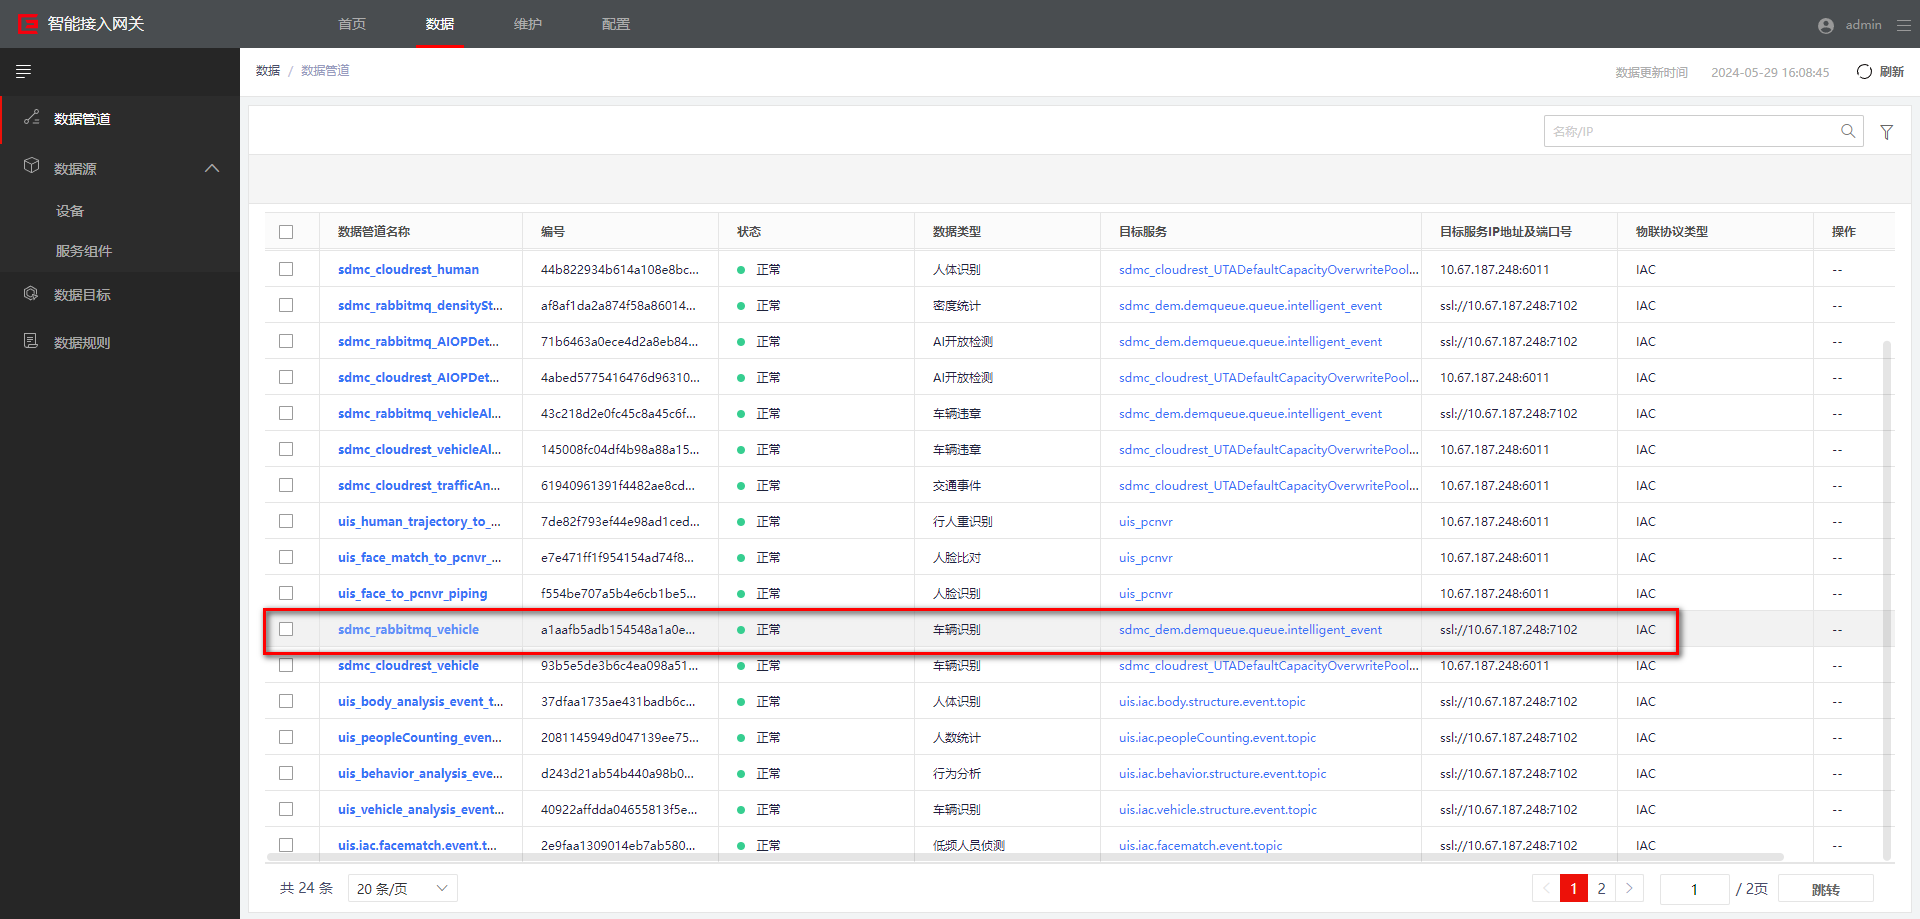 智能接入网关 首页 数据 维护 配置 admin
数据 / 数据管道 数据更新时间 2024-05-29 16:08:45 刷新
数据管道
数据源
设备
服务组件
数据目标
数据规则
名称/IP
数据管道名称 编号 状态 数据类型 目标服务 目标服务IP地址及端口号 物联协议类型 操作
sdmc_cloudrest_human 44b822934b614a108e8bc... 正常 人体识别 sdmc_cloudrest_UTADefaultCapacityOverwritePool... 10.67.187.248:6011 IAC --
sdmc_rabbitmq_densitySt... af8af1da2a874f58a86014... 正常 密度统计 sdmc_dem.demqueue.queue.intelligent_event ssl://10.67.187.248:7102 IAC --
sdmc_rabbitmq_AIOPDet... 71b6463a0ece4d2a8eb84... 正常 AI开放检测 sdmc_dem.demqueue.queue.intelligent_event ssl://10.67.187.248:7102 IAC --
sdmc_cloudrest_AIOPDet... 4abed5775416476d96310... 正常 AI开放检测 sdmc_cloudrest_UTADefaultCapacityOverwritePool... 10.67.187.248:6011 IAC --
sdmc_rabbitmq_vehicleAl... 43c218d2e0fc45c8a45c6f... 正常 车辆违章 sdmc_dem.demqueue.queue.intelligent_event ssl://10.67.187.248:7102 IAC --
sdmc_cloudrest_vehicleAl... 145008fc04df4b98a88a15... 正常 车辆违章 sdmc_cloudrest_UTADefaultCapacityOverwritePool... 10.67.187.248:6011 IAC --
sdmc_cloudrest_trafficAn... 61940961391f4482ae8cd... 正常 交通事件 sdmc_cloudrest_UTADefaultCapacityOverwritePool... 10.67.187.248:6011 IAC --
uis_human_trajectory_to_... 7de82f793ef44e98ad1ced... 正常 行人重识别 uis_pcnvr 10.67.187.248:6011 IAC --
uis_face_match_to_pcnvr_... e7e471ff1f954154ad74f8... 正常 人脸比对 uis_pcnvr 10.67.187.248:6011 IAC --
uis_face_to_pcnvr_piping f554be707a5b4e6cb1be5... 正常 人脸识别 uis_pcnvr 10.67.187.248:6011 IAC --
sdmc_rabbitmq_vehicle a1aafb5adb154548a1a0e... 正常 车辆识别 sdmc_dem.demqueue.queue.intelligent_event ssl://10.67.187.248:7102 IAC --
sdmc_cloudrest_vehicle 93b5e5de3b6c4ea098a51... 正常 车辆识别 sdmc_cloudrest_UTADefaultCapacityOverwritePool... 10.67.187.248:6011 IAC --
uis_body_analysis_event_t... 37dfaa1735ae431badb6c... 正常 人体识别 uis.iac.body.structure.event.topic ssl://10.67.187.248:7102 IAC --
uis_peopleCounting_even... 2081145949d047139ee75... 正常 人数统计 uis.iac.peopleCounting.event.topic ssl://10.67.187.248:7102 IAC --
uis_behavior_analysis_eve... d243d21ab54b440a98b0... 正常 行为分析 uis.iac.behavior.structure.event.topic ssl://10.67.187.248:7102 IAC --
uis_vehicle_analysis_event... 40922affdda04655813f5e... 正常 车辆识别 uis.iac.vehicle.structure.event.topic ssl://10.67.187.248:7102 IAC --
uis.iac.facematch.event.t... 2e9faa1309014eb7ab580... 正常 低频人员侦测 uis.iac.facematch.event.topic ssl://10.67.187.248:7102 IAC --
共 24 条 20 条/页 1 2 1 / 2页 跳转